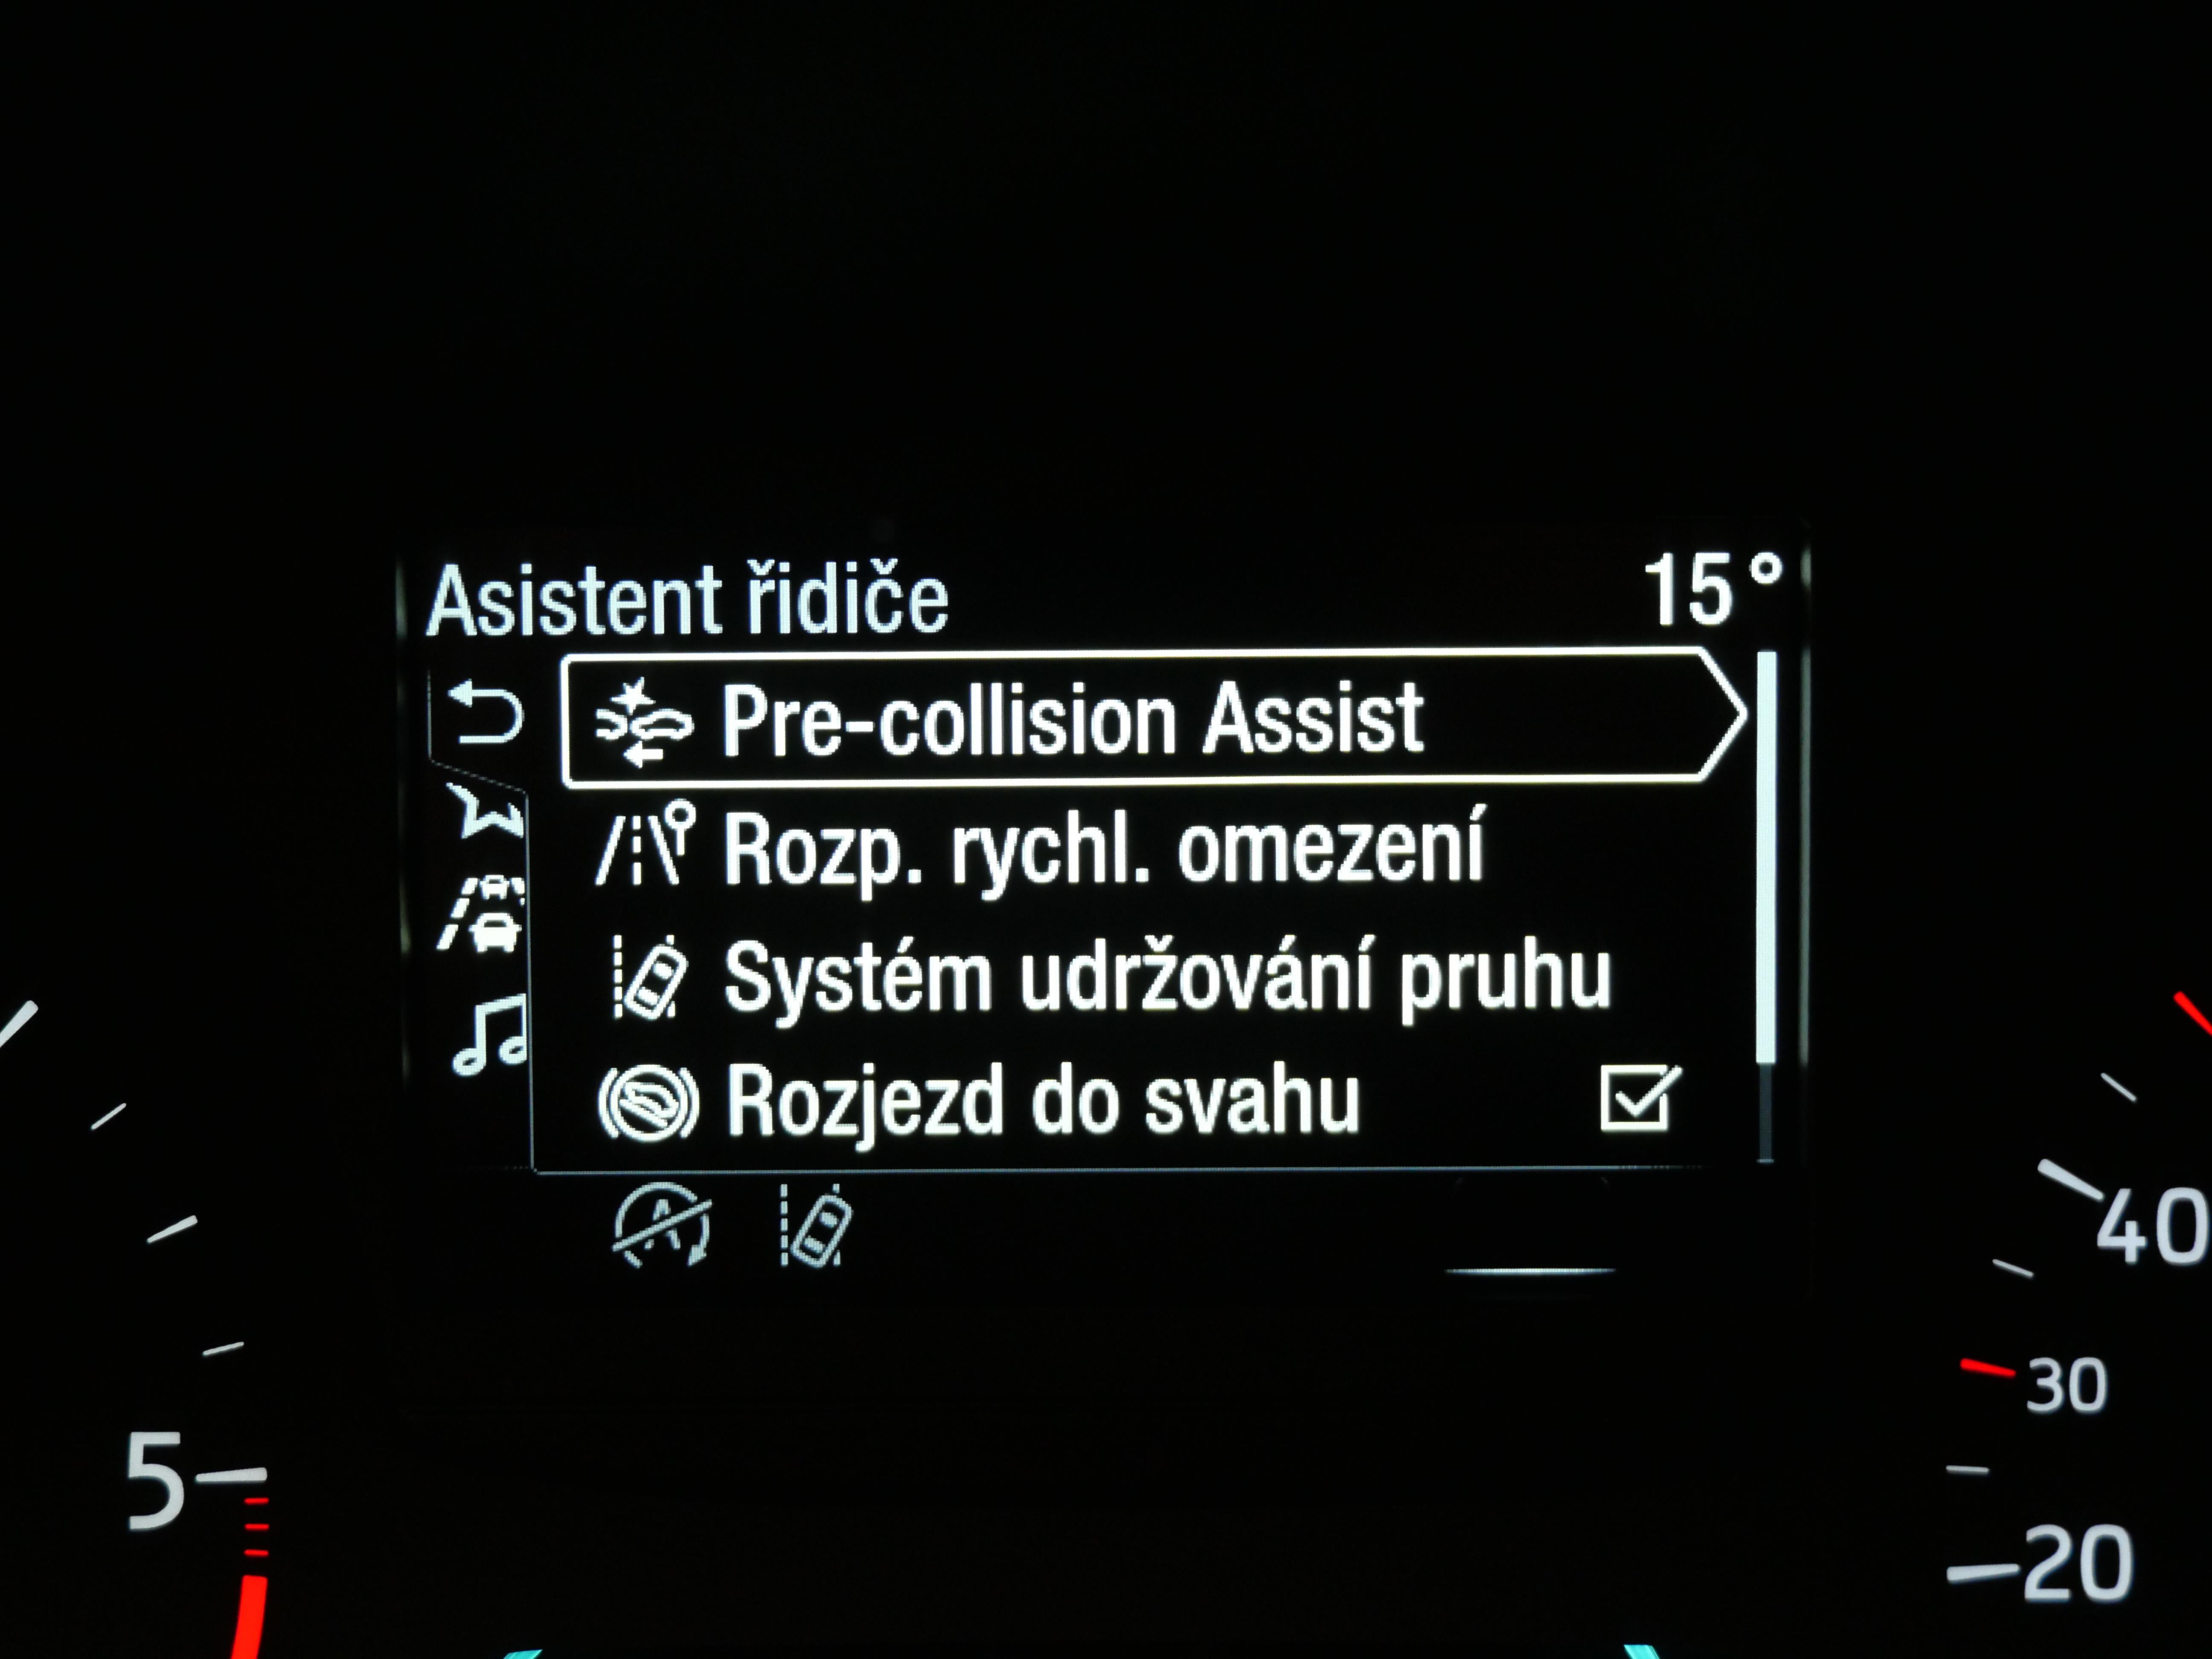 Asistent řidiče 15°
Pre-collision Assist
Rozp. rychl. omezení
Systém udržování pruhu
Rozjezd do svahu
A
40
30
5
20